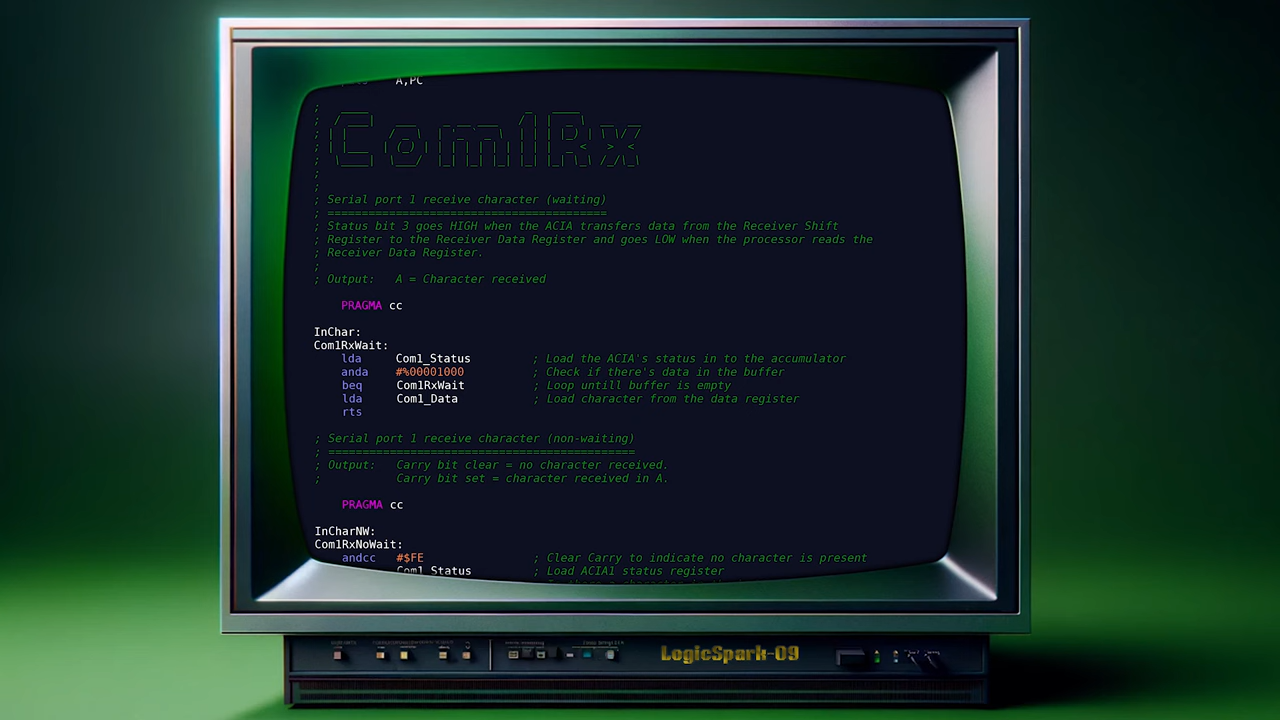 A,PC
;
; Com1Rx
;
;
;
;
;
;
; Serial port 1 receive character (waiting)
; =========================================
; Status bit 3 goes HIGH when the ACIA transfers data from the Receiver Shift
; Register to the Receiver Data Register and goes LOW when the processor reads the
; Receiver Data Register.
;
; Output:   A = Character received
PRAGMA cc
InChar:
Com1RxWait:
lda Com1_Status ; Load the ACIA's status in to the accumulator
anda #%00001000 ; Check if there's data in the buffer
beq Com1RxWait ; Loop untill buffer is empty
lda Com1_Data ; Load character from the data register
rts
; Serial port 1 receive character (non-waiting)
; =============================================
; Output:   Carry bit clear = no character received.
;           Carry bit set = character received in A.
PRAGMA cc
InCharNW:
Com1RxNoWait:
andcc #$FE ; Clear Carry to indicate no character is present
Com1_Status ; Load ACIA1 status register
LogicSpark-09